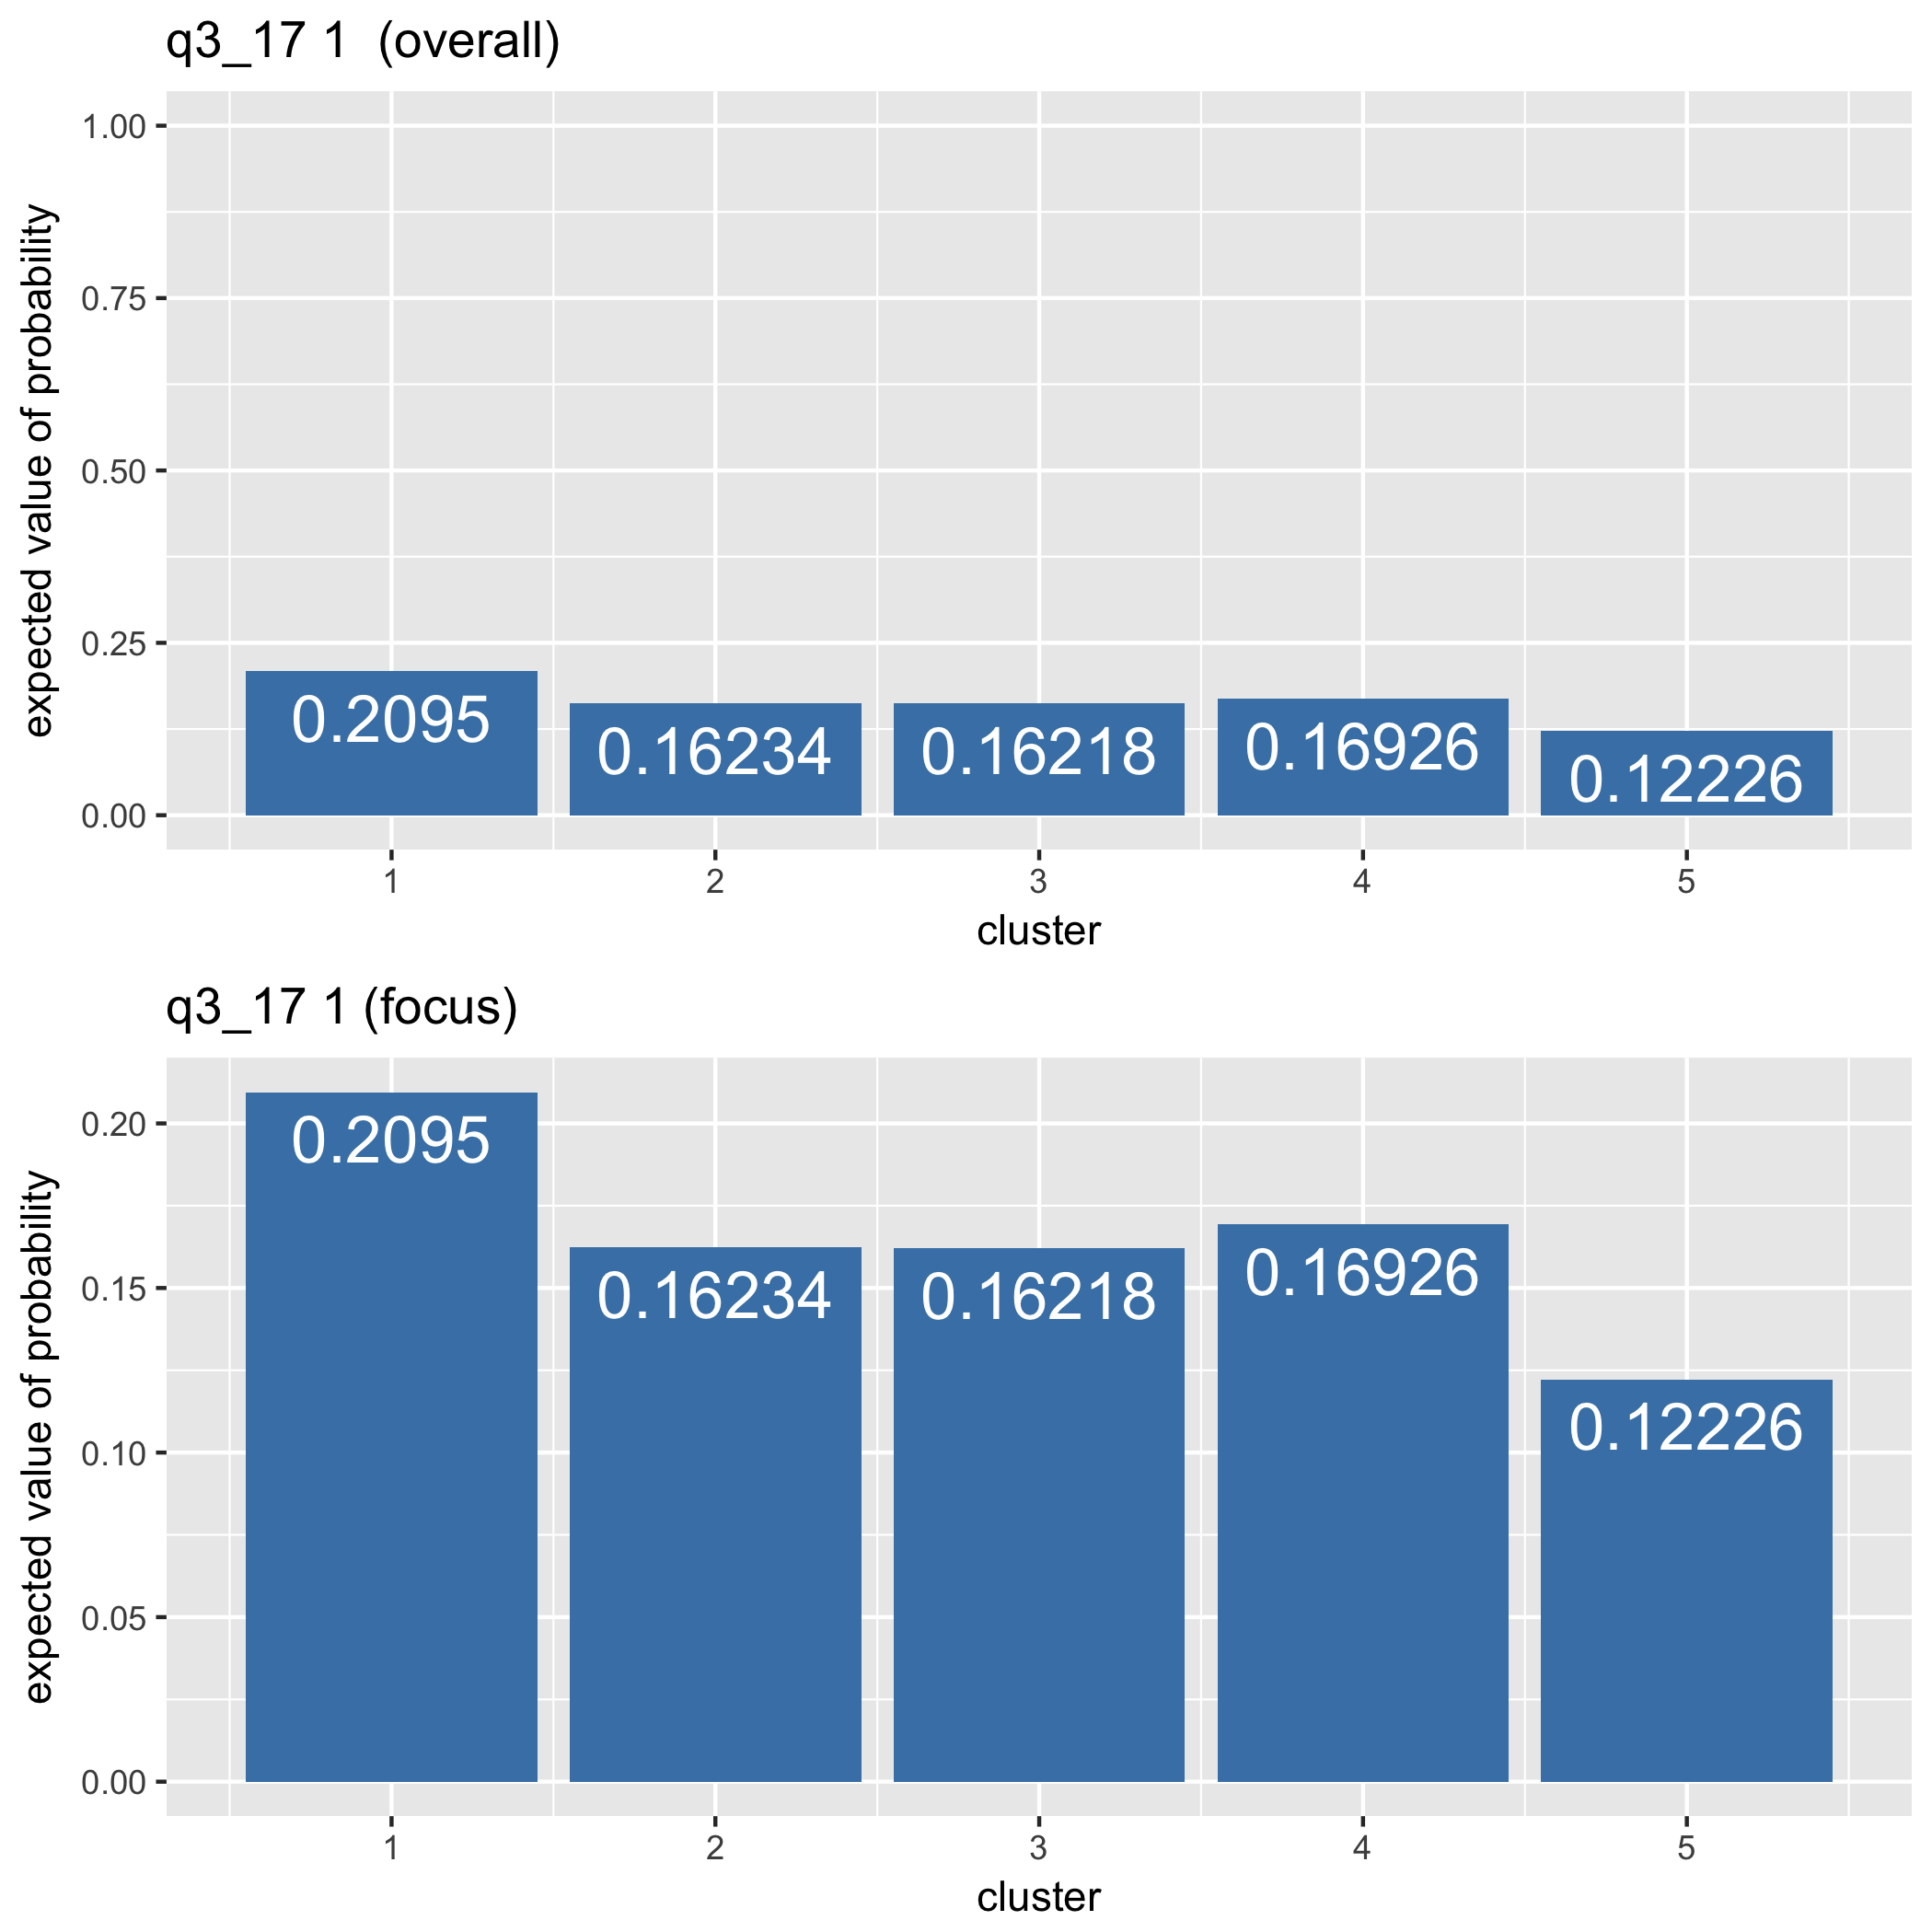 q3_17 1 (overall)
expected value of probability
1.00
0.75
0.50
0.25
0.00
0.2095
0.16234
0.16218
0.16926
0.12226
1 2 3 4 5
cluster
q3_17 1 (focus)
expected value of probability
0.20
0.15
0.10
0.05
0.00
0.2095
0.16234
0.16218
0.16926
0.12226
1 2 3 4 5
cluster